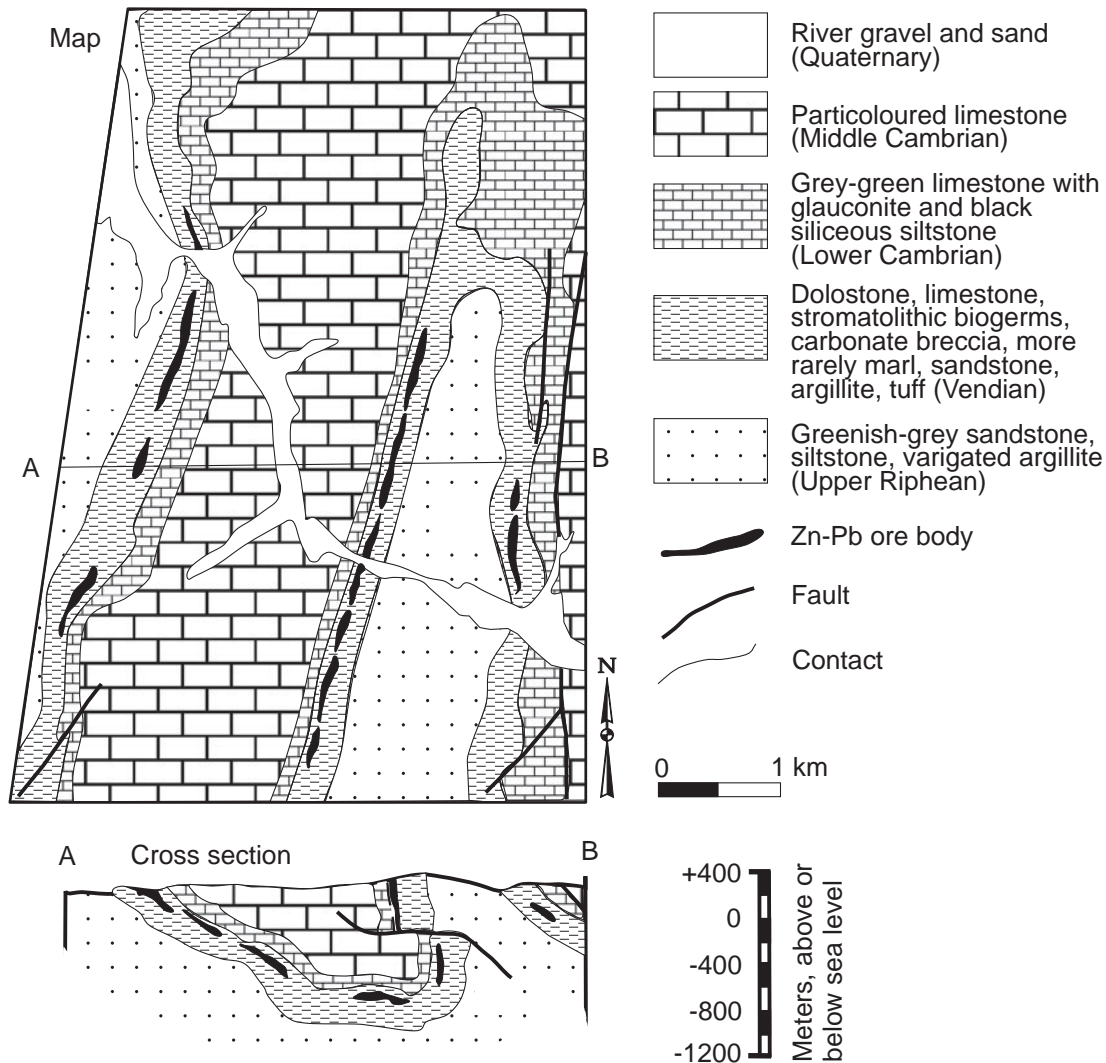 Map
A
B
N
River gravel and sand
(Quaternary)
Particoloured limestone
(Middle Cambrian)
Grey-green limestone with
glauconite and black
siliceous siltstone
(Lower Cambrian)
Dolostone, limestone,
stromatolithic biogerms,
carbonate breccia, more
rarely marl, sandstone,
argillite, tuff (Vendian)
Greenish-grey sandstone,
siltstone, varigated argillite
(Upper Riphean)
Zn-Pb ore body
Fault
Contact
0 1 km
A Cross section B
+400
0
-400
-800
-1200
Meters, above or
below sea level